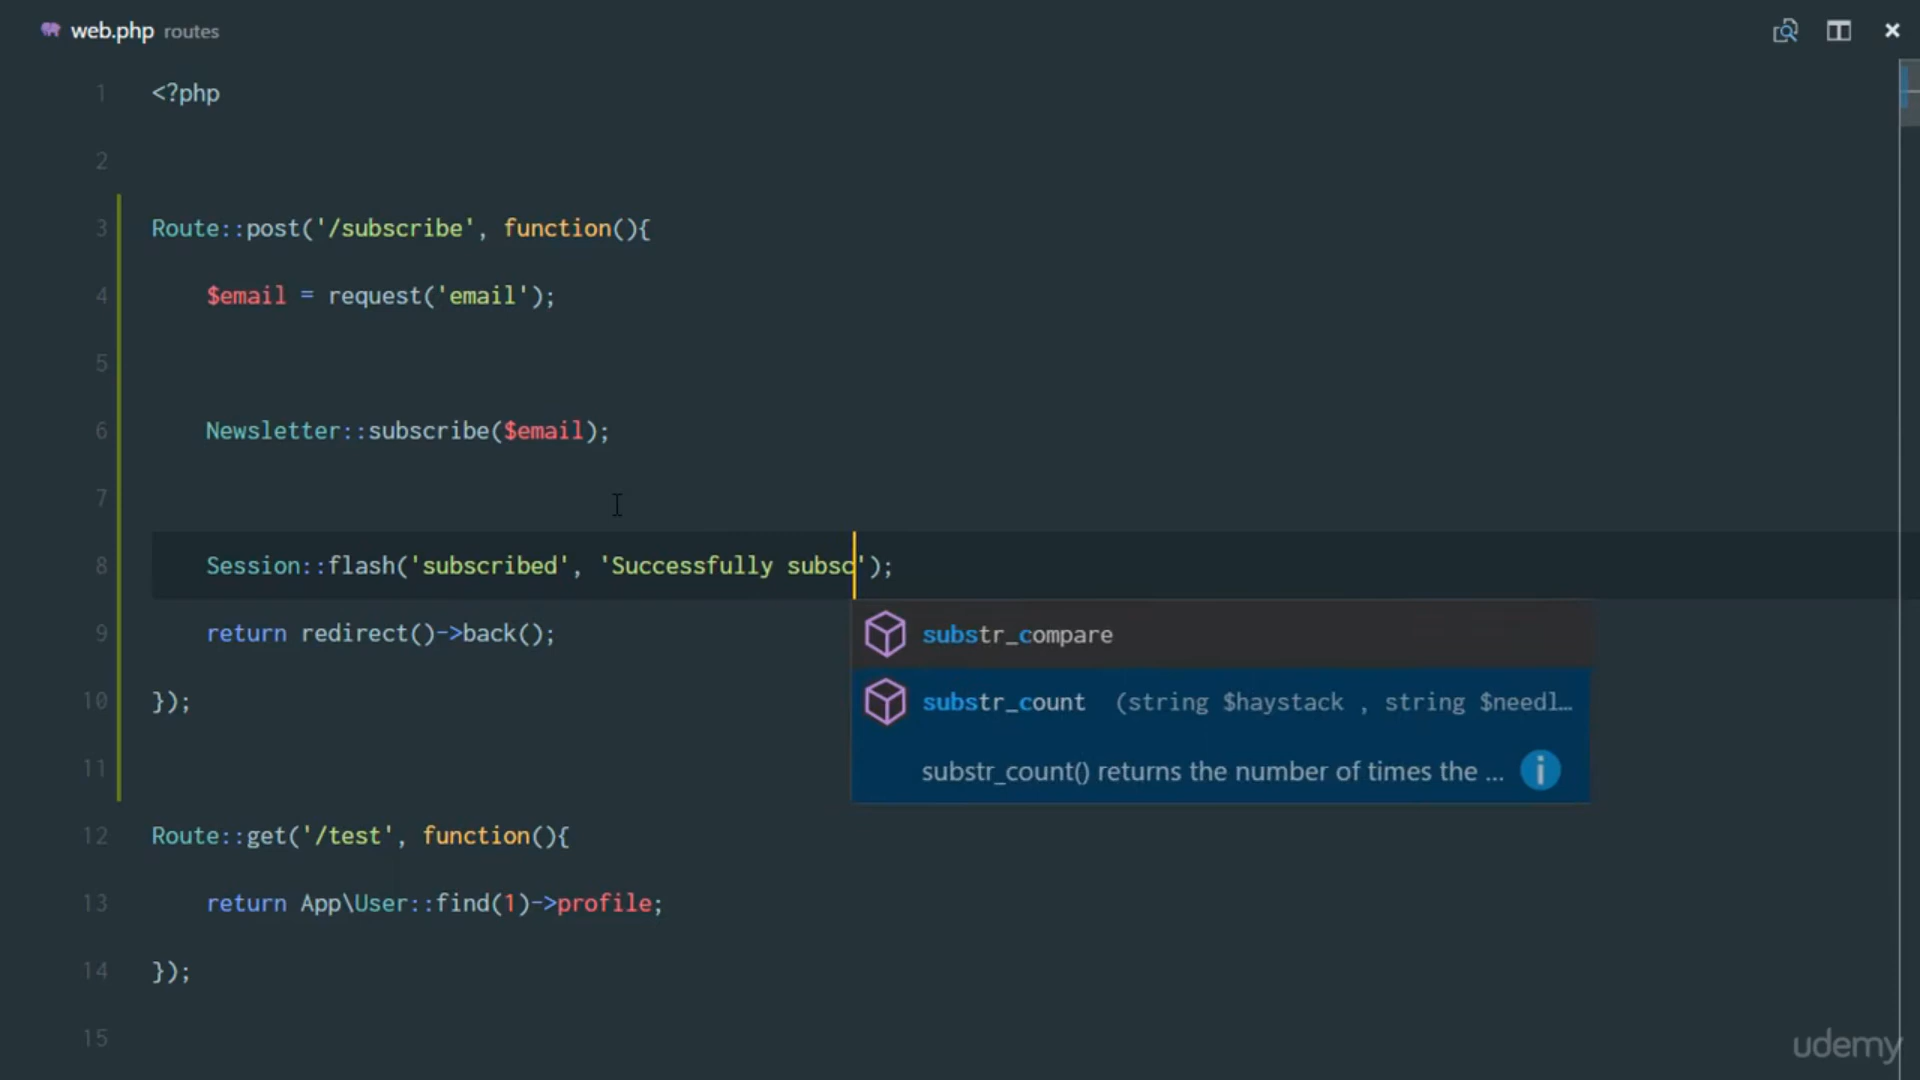 web.php routes
1 <?php
2
3 Route::post('/subscribe', function(){
4 $email = request('email');
5
6 Newsletter::subscribe($email);
7
8 Session::flash('subscribed', 'Successfully subsc');
9 return redirect()->back();
substr_compare
10 });
substr_count (string $haystack , string $needl…
11
substr_count() returns the number of times the ...
12 Route::get('/test', function(){
13 return App\User::find(1)->profile;
14 });
15
udemy